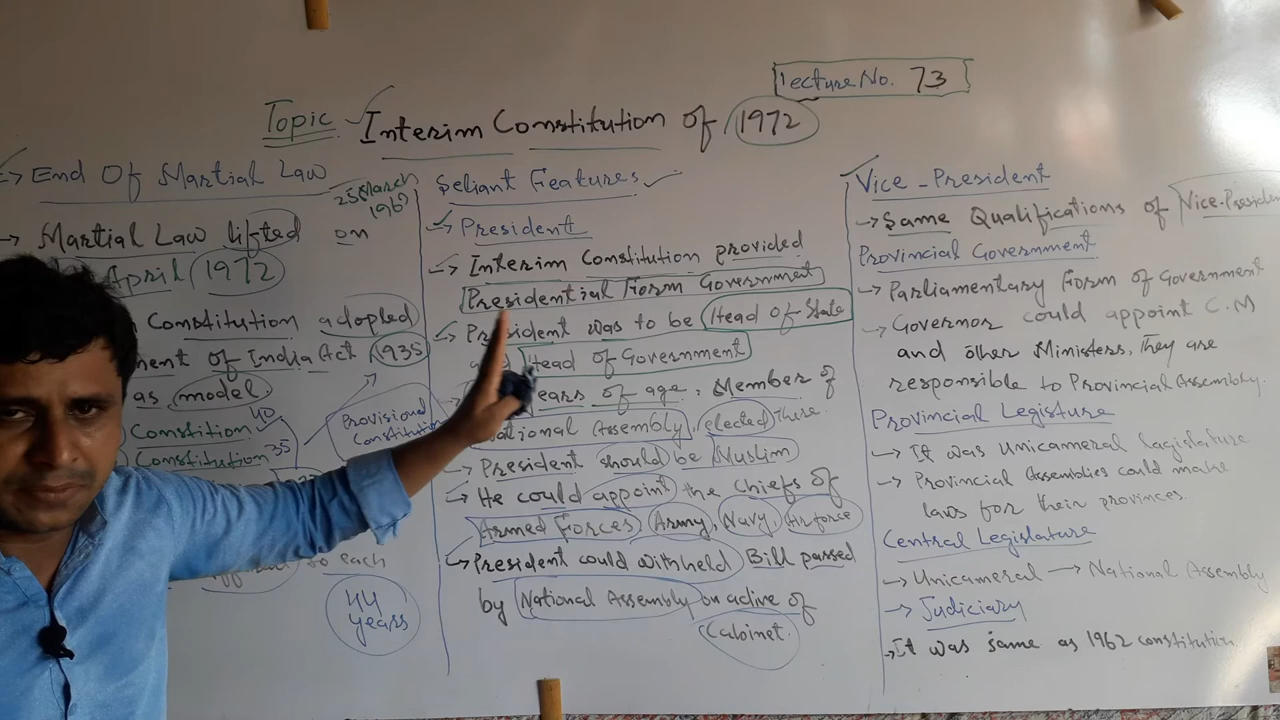 Lecture No. 73
Topic Interim Constitution of 1972
End Of Martial Law
25 March
Martial Law lifted on
April 1972
Constitution adopted
ment of India Act 1935
as model
Constition 40
Constitution 35
Provisional
Constitution
to each
44
years
Seliant Features
President
Interim Constitution provided
Presidential Form Government
President was to be Head of State
Head of Government
years of age, Member of
National Assembly, elected there.
President should be Muslim
He could appoint the Chiefs of
Armed Forces Army, Navy, Airforce
President could withheld Bill passed
by National Assembly on advice of
Cabinet.
Vice-President
Same Qualifications of Vice-Presiden
Provincial Government
Parliamentary Form of Government
Governor could appoint C.M
and other Ministers. They are
responsible to Provincial Assembly.
Provincial Legisture
It was unicameral legislature
Provincial Assemblies could make
laws for their provinces.
Central Legislature
Unicameral → National Assembly
Judiciary
It was same as 1962 constitution.